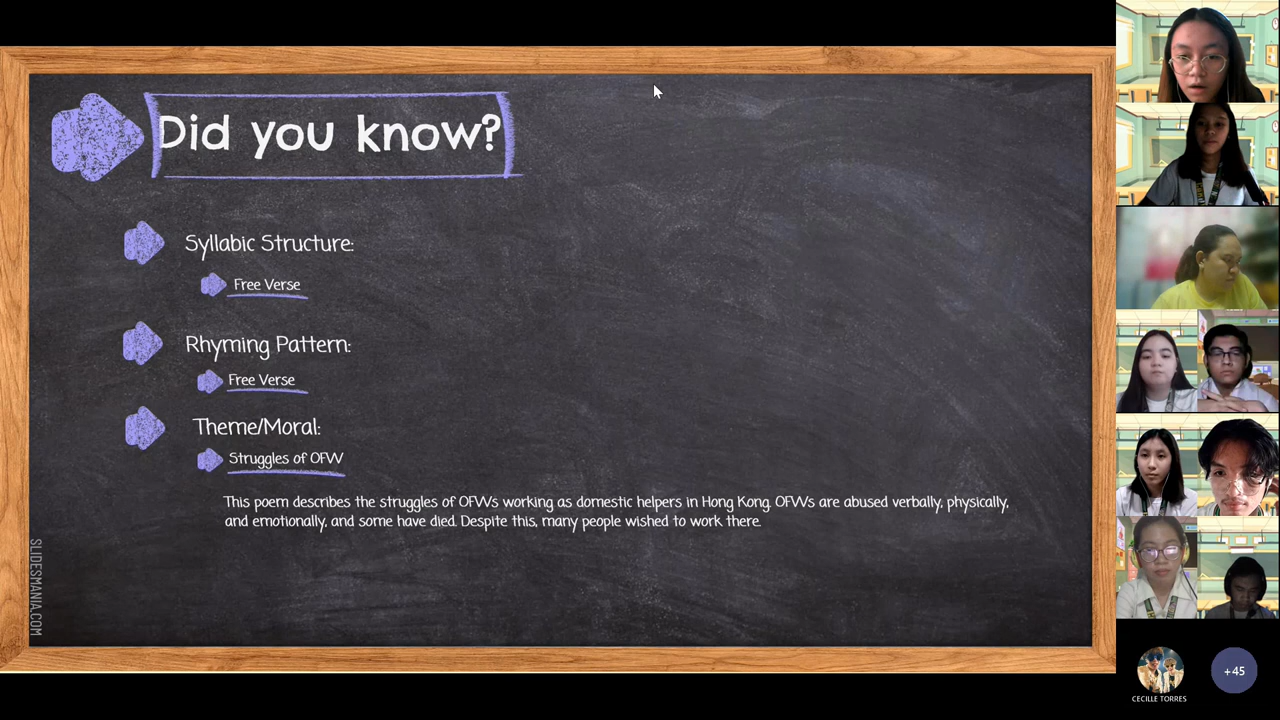 Did you know?
Syllabic Structure:
Free Verse
Rhyming Pattern:
Free Verse
Theme/Moral:
Struggles of OFW
This poem describes the struggles of OFWs working as domestic helpers in Hong Kong. OFWs are abused verbally, physically,
and emotionally, and some have died. Despite this, many people wished to work there.
SLIDESMANIA.COM
+45
CECILLE TORRES